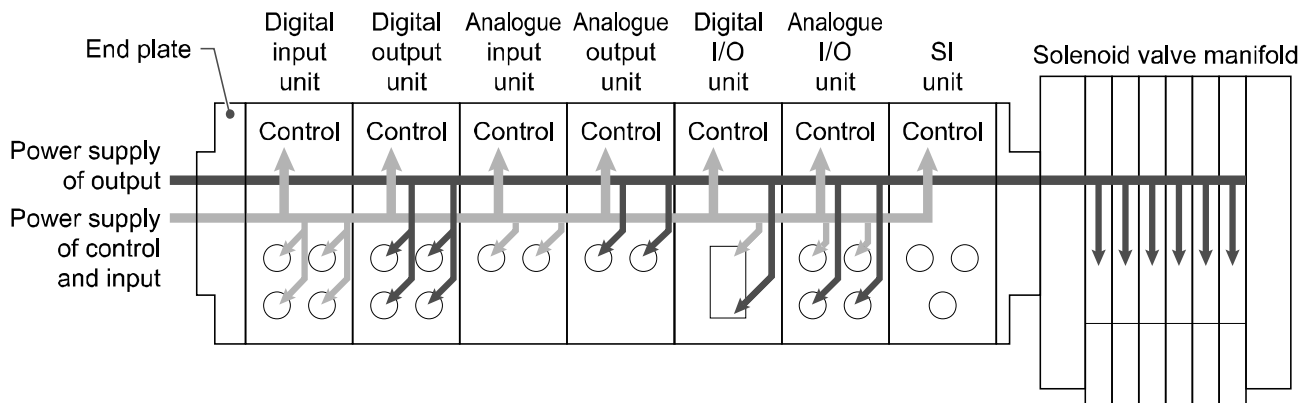 End plate
Digital
input
unit
Digital
output
unit
Analogue
input
unit
Analogue
output
unit
Digital
I/O
unit
Analogue
I/O
unit
SI
unit
Solenoid valve manifold
Control
Control
Control
Control
Control
Control
Control
Power supply
of output
Power supply
of control
and input